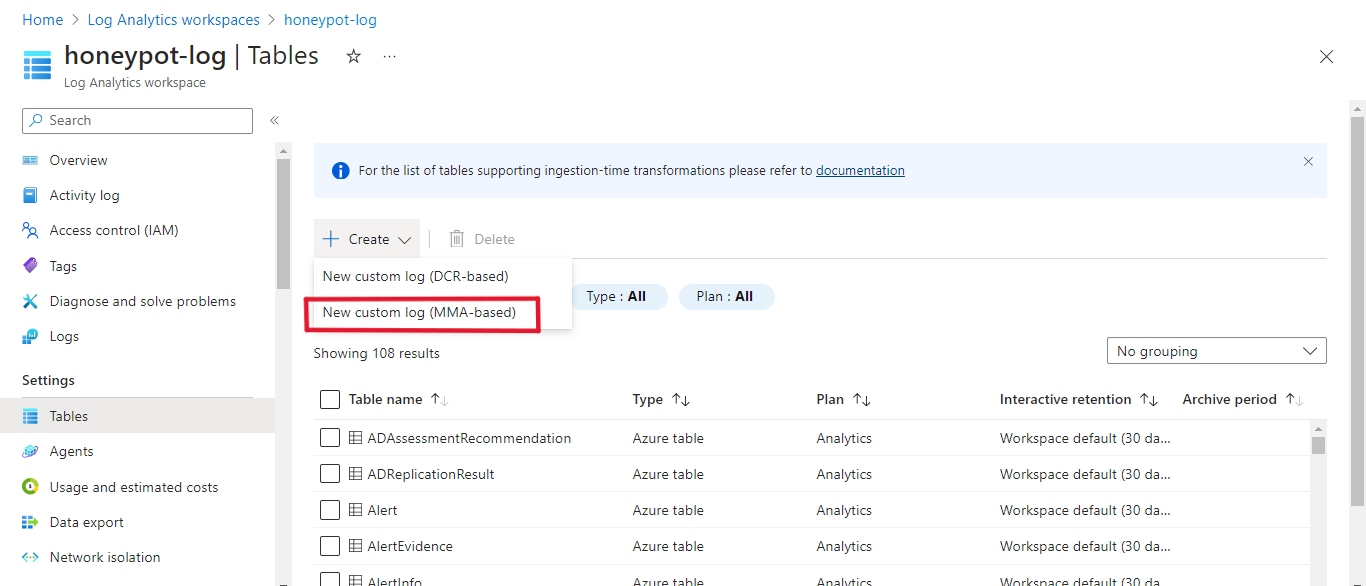 Home > Log Analytics workspaces > honeypot-log
honeypot-log | Tables
Log Analytics workspace
Search
Overview
Activity log
Access control (IAM)
Tags
Diagnose and solve problems
Logs
Settings
Tables
Agents
Usage and estimated costs
Data export
Network isolation
For the list of tables supporting ingestion-time transformations please refer to documentation
Create Delete
New custom log (DCR-based)
New custom log (MMA-based)
Type : All Plan : All
Showing 108 results
No grouping
Table name Type Plan Interactive retention Archive period
ADAssessmentRecommendation Azure table Analytics Workspace default (30 da...
ADReplicationResult Azure table Analytics Workspace default (30 da...
Alert Azure table Analytics Workspace default (30 da...
AlertEvidence Azure table Analytics Workspace default (30 da...
AlertInfo Azure table Analytics Workspace default (30 da...